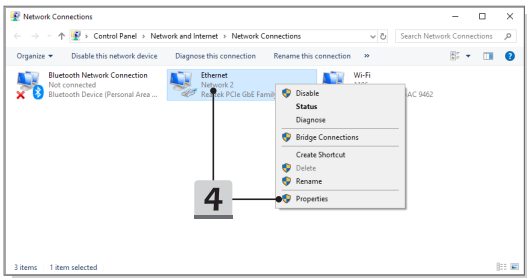 Network Connections
Control Panel › Network and Internet › Network Connections
Search Network Connections
Organize
Disable this network device
Diagnose this connection
Rename this connection
»
Bluetooth Network Connection
Not connected
Bluetooth Device (Personal Area ...
Ethernet
Network 2
Realtek PCIe GbE Family
Wi-Fi
AC 9462
Disable
Status
Diagnose
Bridge Connections
Create Shortcut
Delete
Rename
Properties
4
3 items
1 item selected